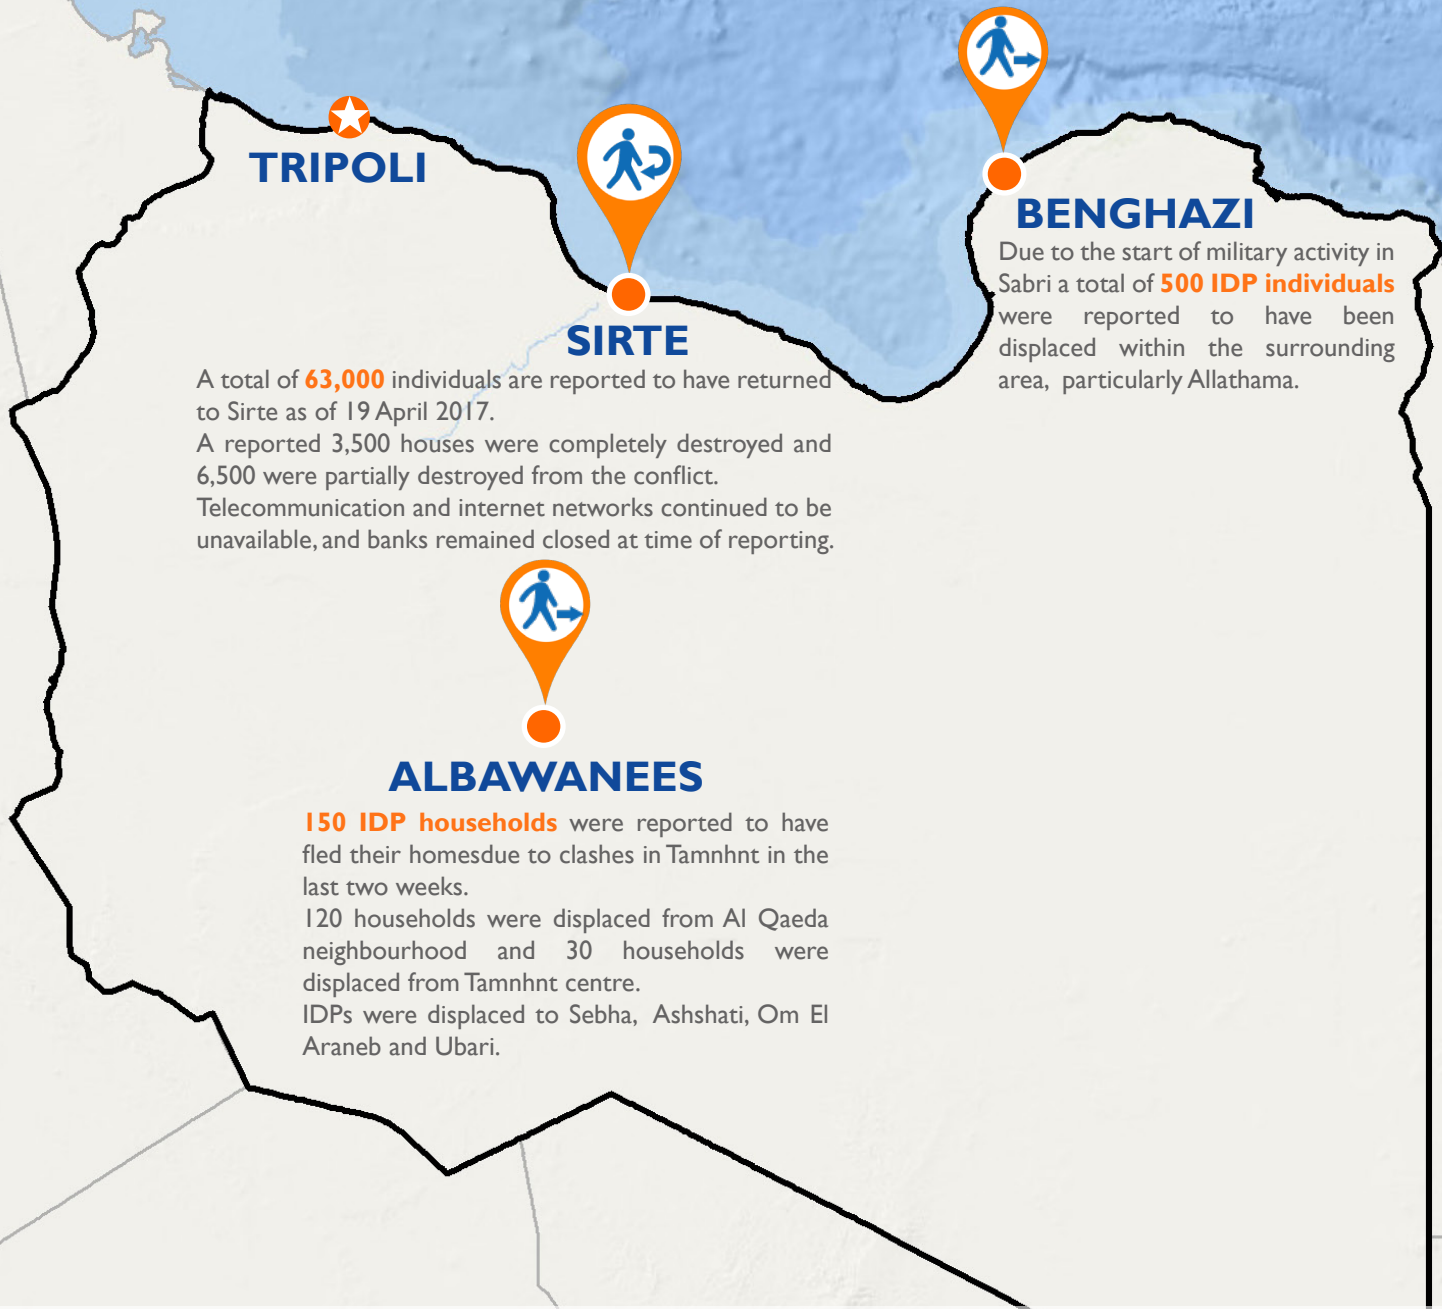 TRIPOLI
BENGHAZI
Due to the start of military activity in
Sabri a total of 500 IDP individuals
were reported to have been
displaced within the surrounding
area, particularly Allathama.
SIRTE
A total of 63,000 individuals are reported to have returned
to Sirte as of 19 April 2017.
A reported 3,500 houses were completely destroyed and
6,500 were partially destroyed from the conflict.
Telecommunication and internet networks continued to be
unavailable, and banks remained closed at time of reporting.
ALBAWANEES
150 IDP households were reported to have
fled their homesdue to clashes in Tamnhnt in the
last two weeks.
120 households were displaced from Al Qaeda
neighbourhood and 30 households were
displaced from Tamnhnt centre.
IDPs were displaced to Sebha, Ashshati, Om El
Araneb and Ubari.